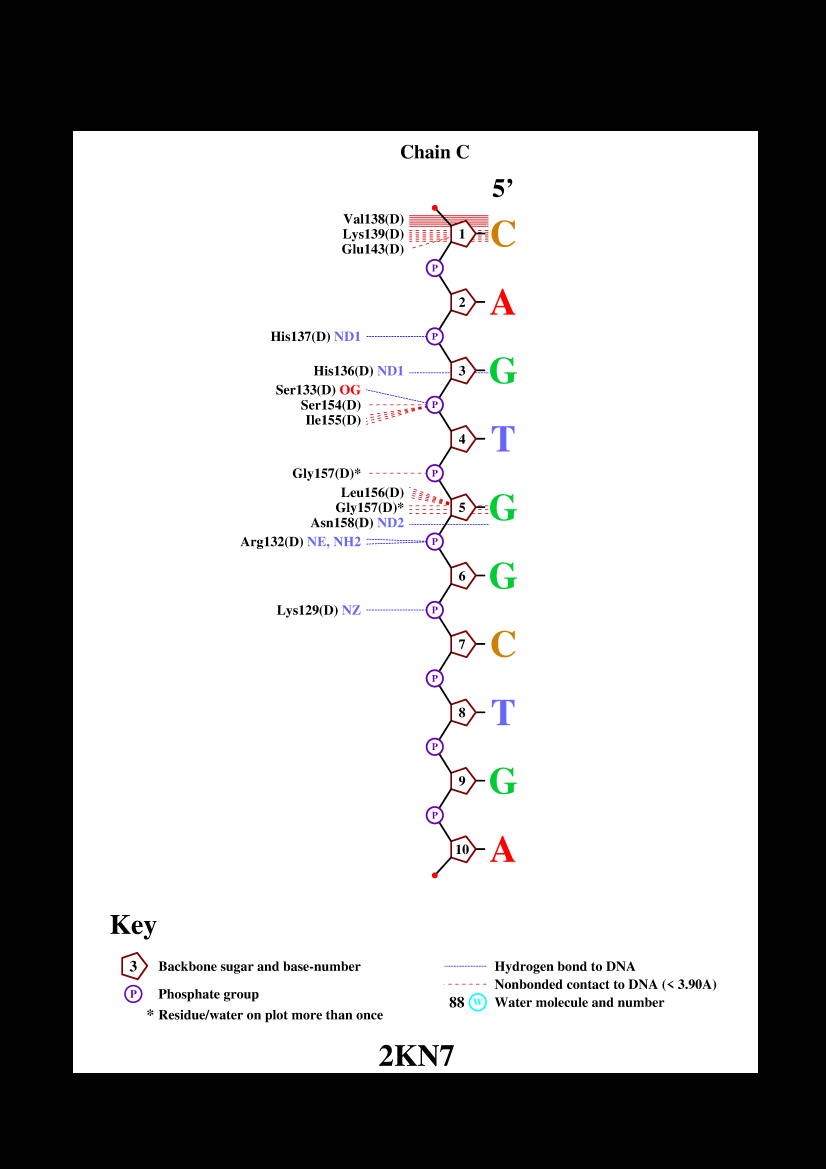 Chain C
5’
Val138(D)
Lys139(D)
Glu143(D)
1 C
P
2 A
His137(D) ND1 P
His136(D) ND1 3 G
Ser133(D) OG
Ser154(D) P
Ile155(D)
4 T
Gly157(D)* P
Leu156(D)
Gly157(D)* 5 G
Asn158(D) ND2
Arg132(D) NE, NH2 P
6 G
Lys129(D) NZ P
7 C
P
8 T
P
9 G
P
10 A
Key
3 Backbone sugar and base-number
P Phosphate group
* Residue/water on plot more than once
Hydrogen bond to DNA
Nonbonded contact to DNA (< 3.90A)
88 W Water molecule and number
2KN7